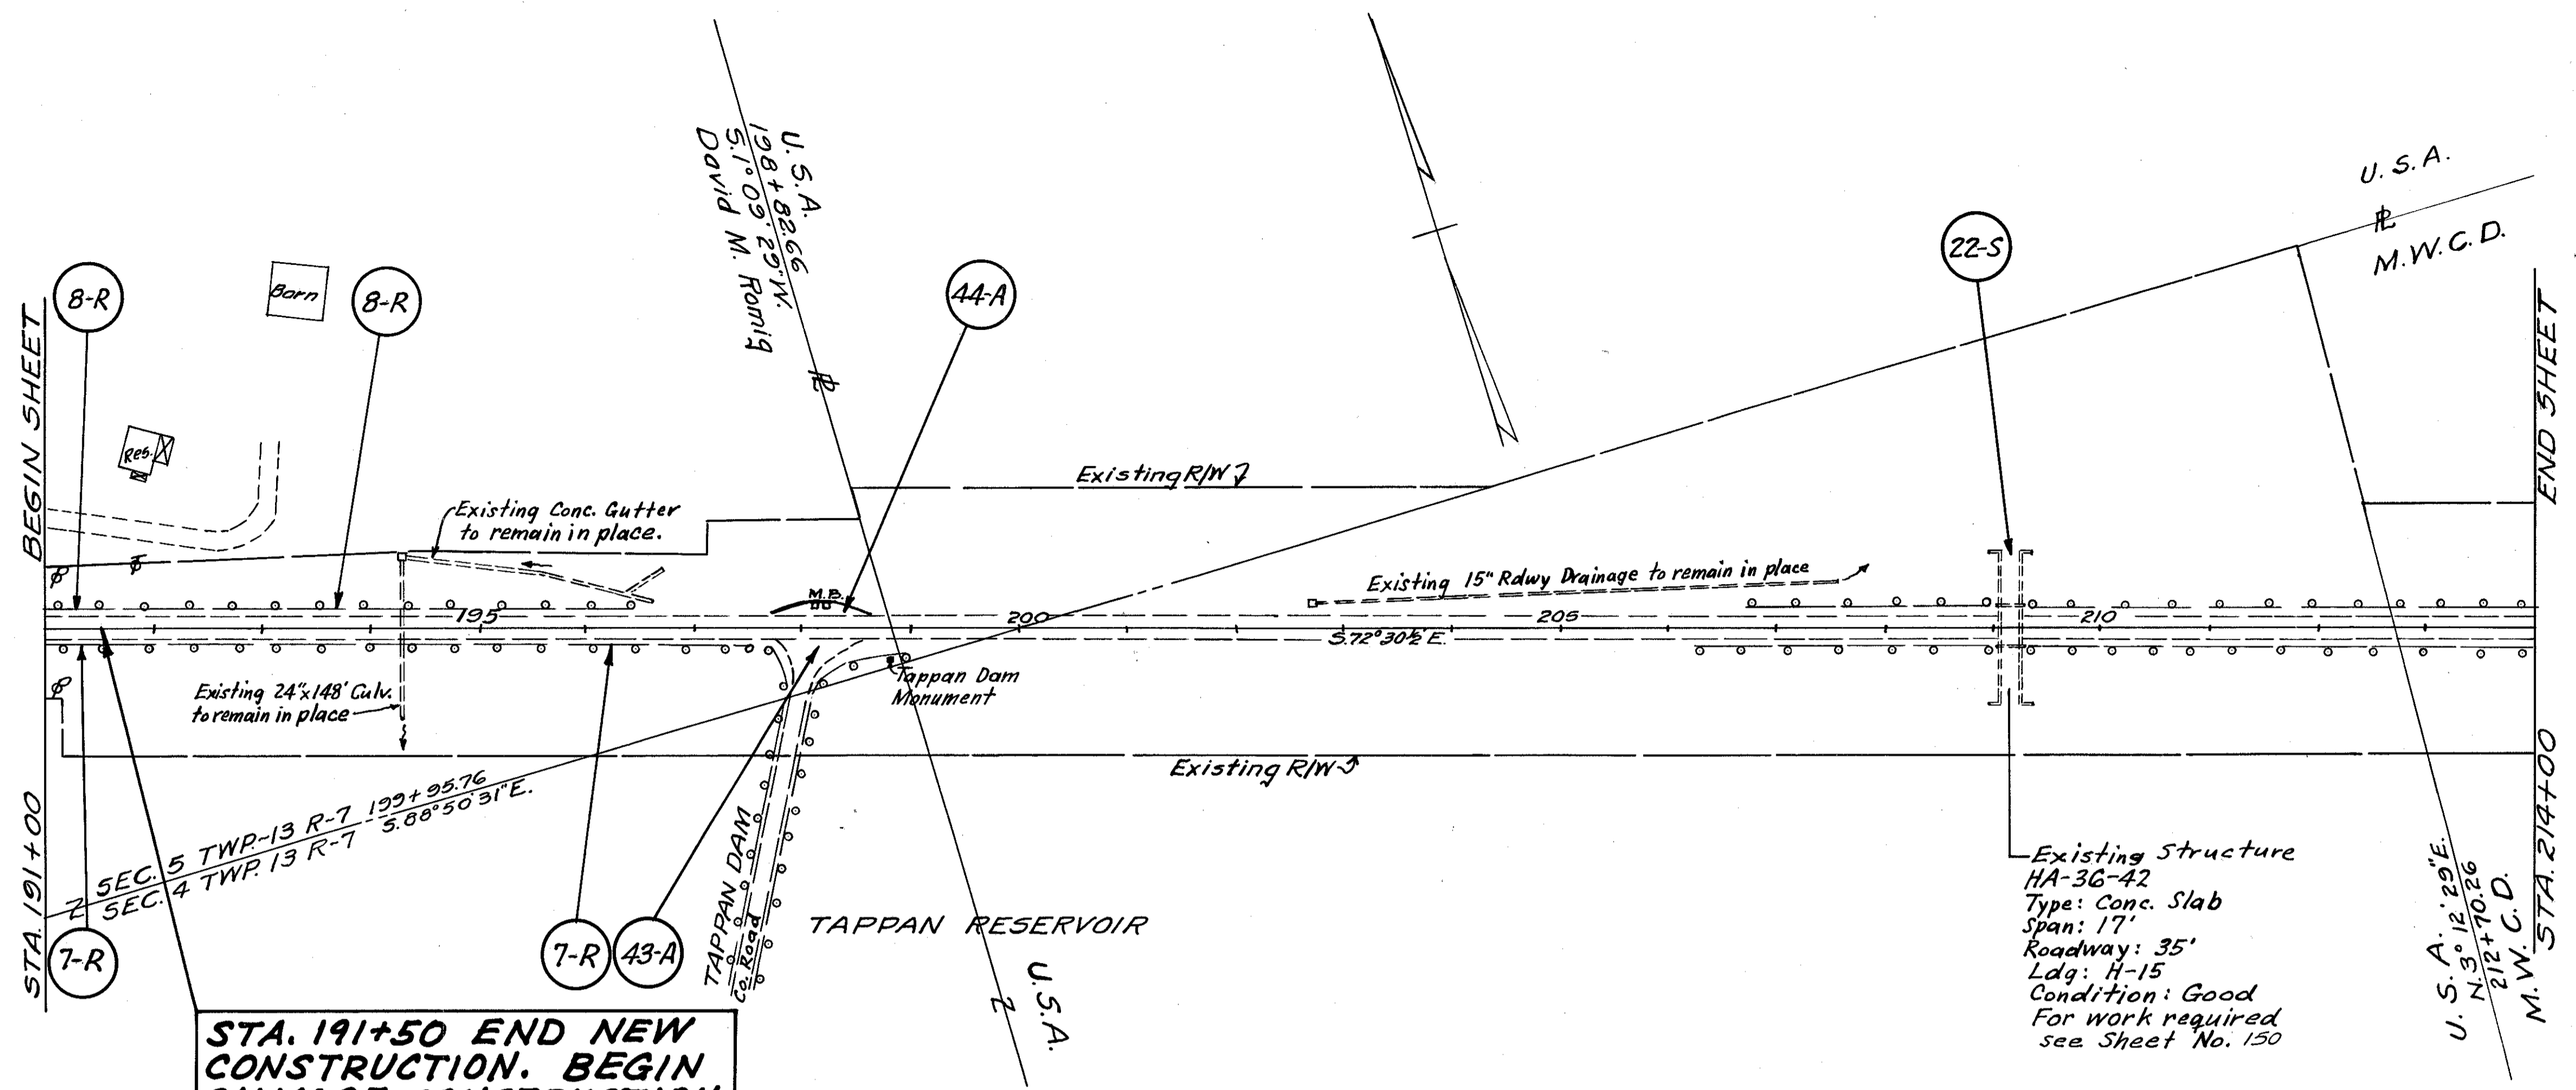 U.S.A.
198+82.66
S.1° 09' 29"W.
David M. Romig
U.S.A.
M.W.C.D.
22-S
8-R
Barn
8-R
44-A
BEGIN SHEET
END SHEET
Res.
Existing R/W
Existing Conc. Gutter
to remain in place.
M.B.
Existing 15" Rdwy Drainage to remain in place
195
200
205
210
S.72°30½'E.
Existing 24"x148' Culv.
to remain in place
Tappan Dam
Monument
Existing R/W
STA. 191+00
STA. 214+00
SEC. 5 TWP.-13 R-7
SEC. 4 TWP. 13 R-7
199+95.76
S.88°50'31"E.
7-R
7-R
43-A
TAPPAN DAM
Co. Road
TAPPAN RESERVOIR
U.S.A.
Existing Structure
HA-36-42
Type: Conc. Slab
Span: 17'
Roadway: 35'
Ldg: H-15
Condition: Good
For work required
see Sheet No. 150
U.S.A.
N.3°12'29"E.
212+70.26
M.W.C.D.
STA. 191+50 END NEW
CONSTRUCTION. BEGIN